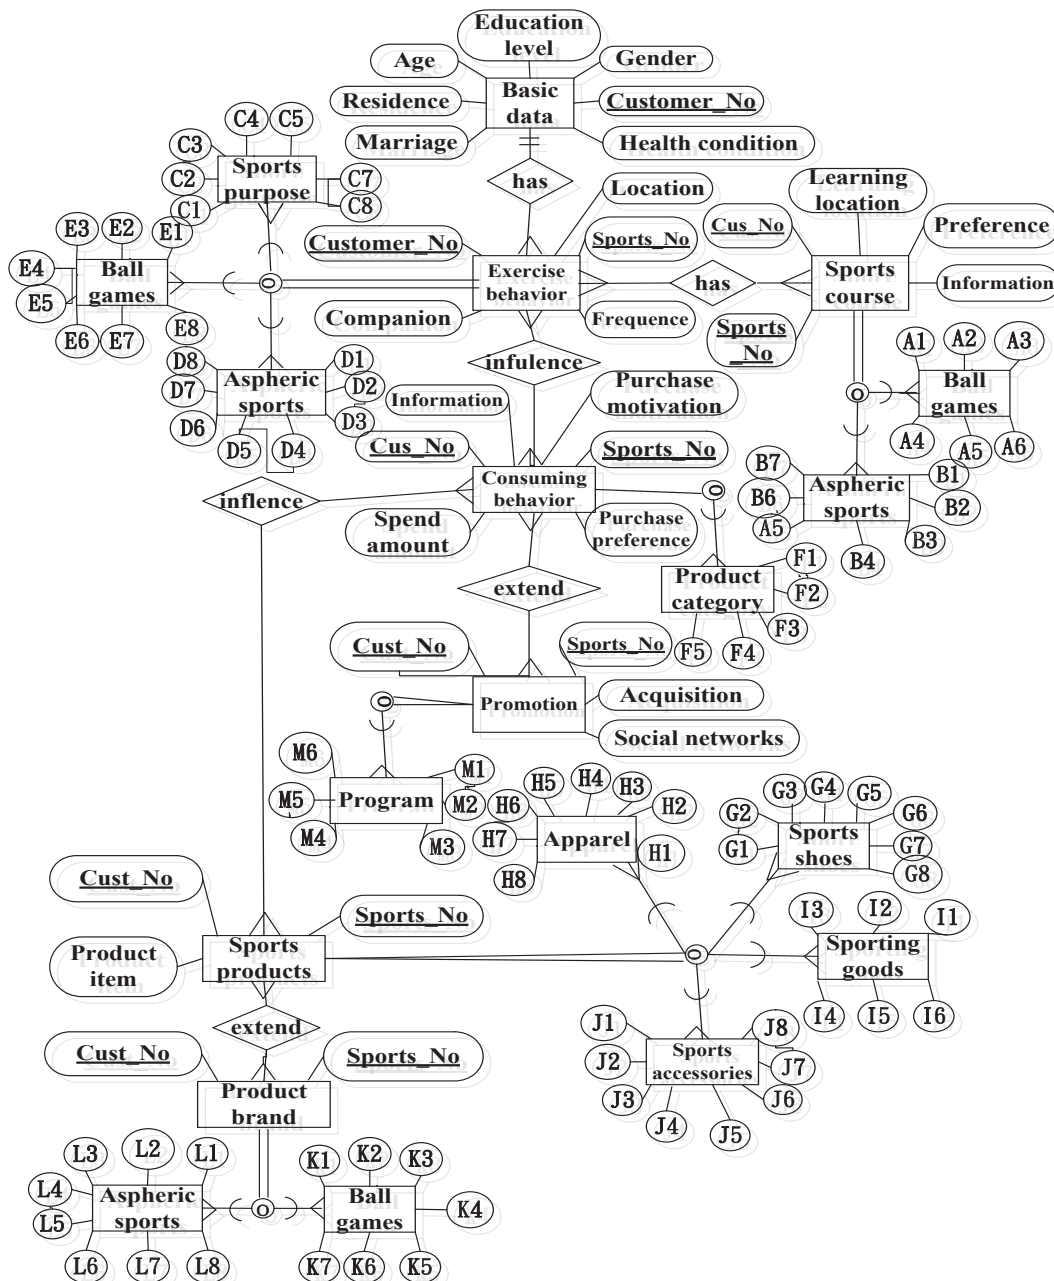 Education
level
Age
Gender
Basic
data
Residence
Customer_No
Marriage
Health condition
C4
C5
C3
Sports
purpose
C2
C7
C1
C8
has
Location
Learning
location
Cus_No
Preference
Customer_No
Sports_No
E3
E2
E1
E4
Ball
games
E5
E6
E7
E8
O
Exercise
behavior
has
Sports
course
Information
Companion
Frequence
Sports
_No
infulence
D8
D1
D7
Aspheric
sports
D2
D6
D3
D5
D4
A1
A2
A3
O
Ball
games
A4
A5
A6
Information
Purchase
motivation
Cus_No
Sports_No
inflence
Consuming
behavior
O
Spend
amount
Purchase
preference
B7
B1
B6
Aspheric
sports
B2
A5
B3
B4
extend
F1
Product
category
F2
F3
F5
F4
Cust_No
Sports_No
O
Promotion
Acquisition
Social networks
M6
M1
M5
Program
M2
M4
M3
H5
H4
H3
H6
H2
H7
Apparel
H1
H8
G3
G4
G5
G2
G6
Sports
shoes
G1
G7
G8
Cust_No
Sports_No
Product
item
Sports
products
O
I3
I2
I1
Sporting
goods
I4
I5
I6
extend
J1
J8
J2
Sports
accessories
J7
J3
J6
J4
J5
Cust_No
Sports_No
Product
brand
L3
L2
L1
L4
Aspheric
sports
L5
L6
L7
L8
O
K1
K2
K3
Ball
games
K4
K7
K6
K5